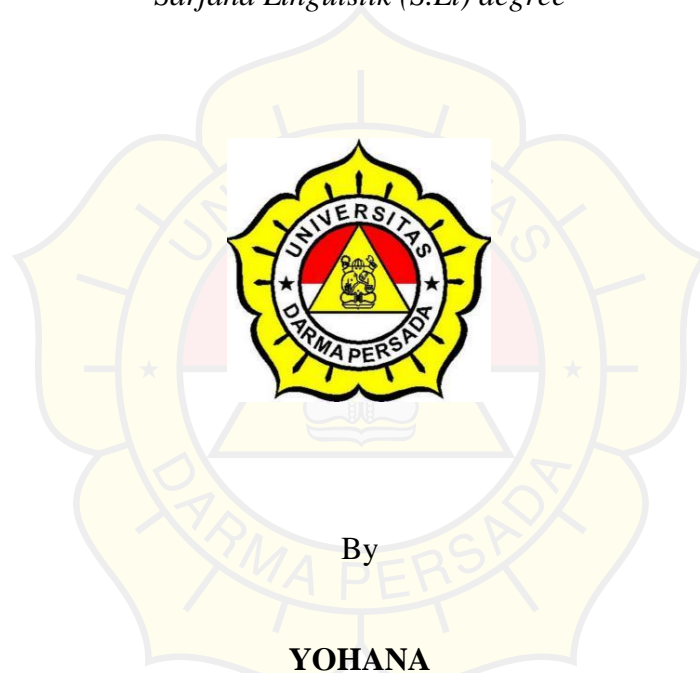 Sarjana Linguistik (S.Li) degree
UNIVERSITAS
DARMA PERSADA
By
YOHANA